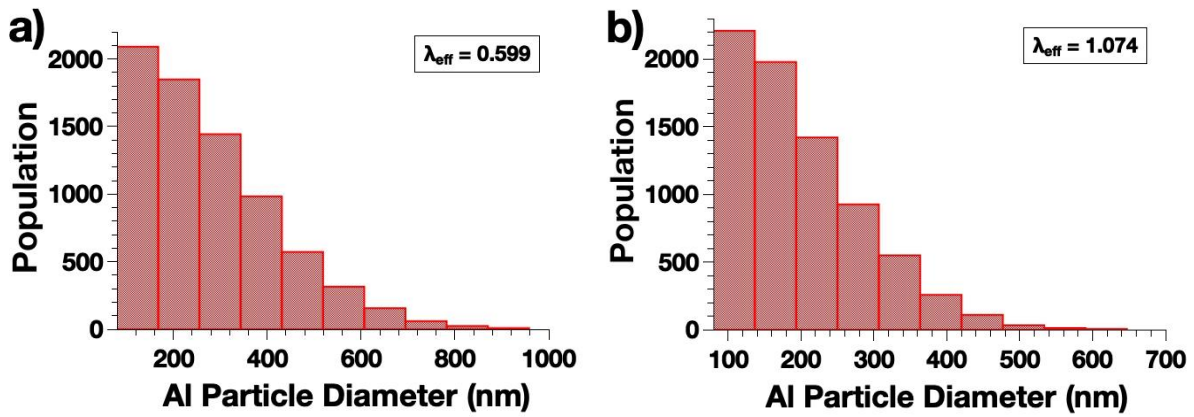 a)
λeff = 0.599
Population
2000
1500
1000
500
0
200 400 600 800 1000
Al Particle Diameter (nm)
b)
λeff = 1.074
Population
2000
1500
1000
500
0
100 200 300 400 500 600 700
Al Particle Diameter (nm)